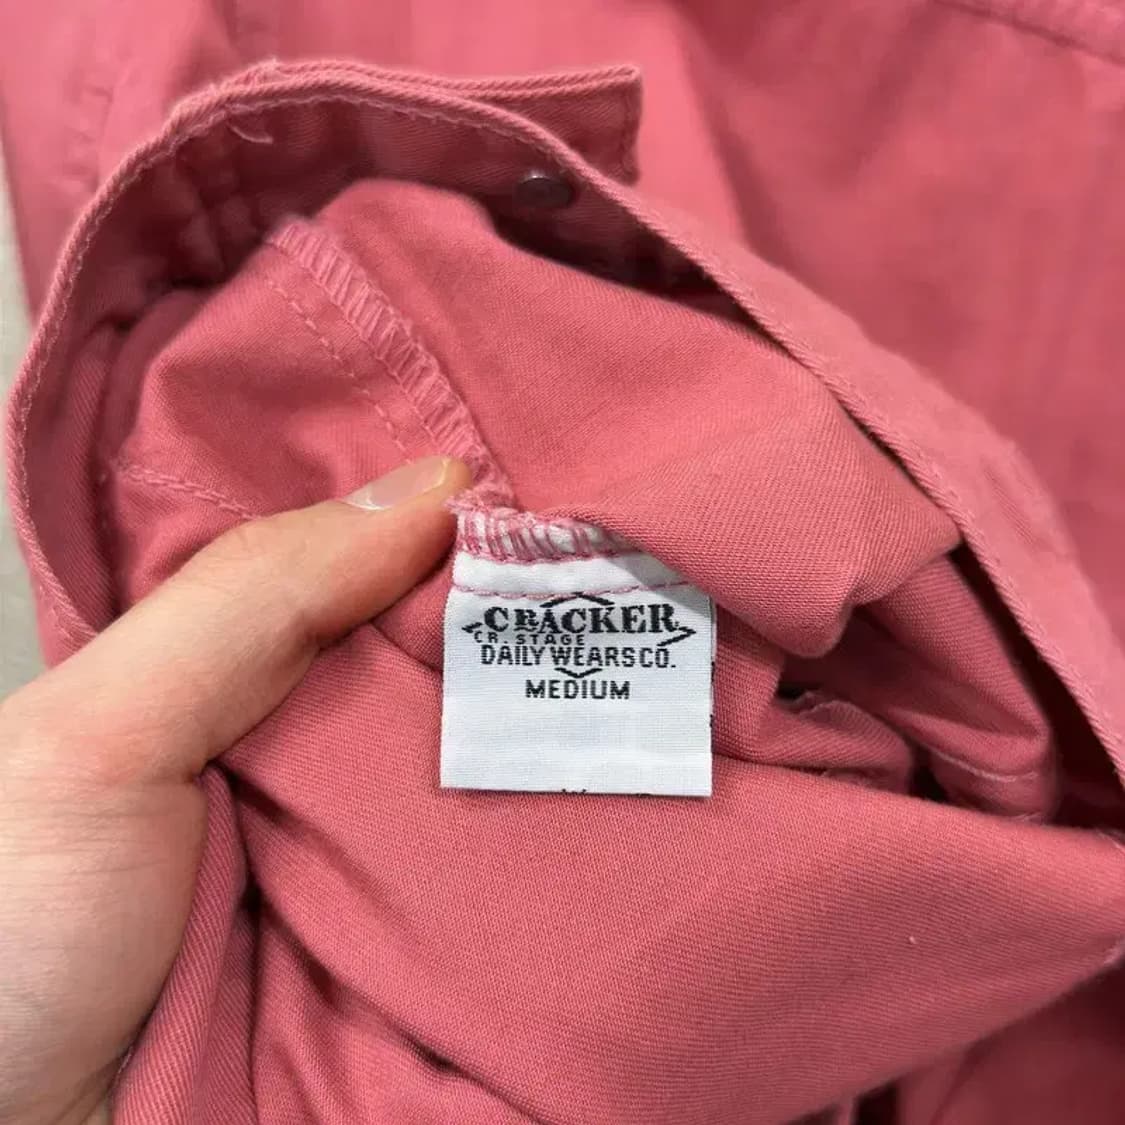 CRACKER
CR. STAGE
DAILY WEARS CO.
MEDIUM